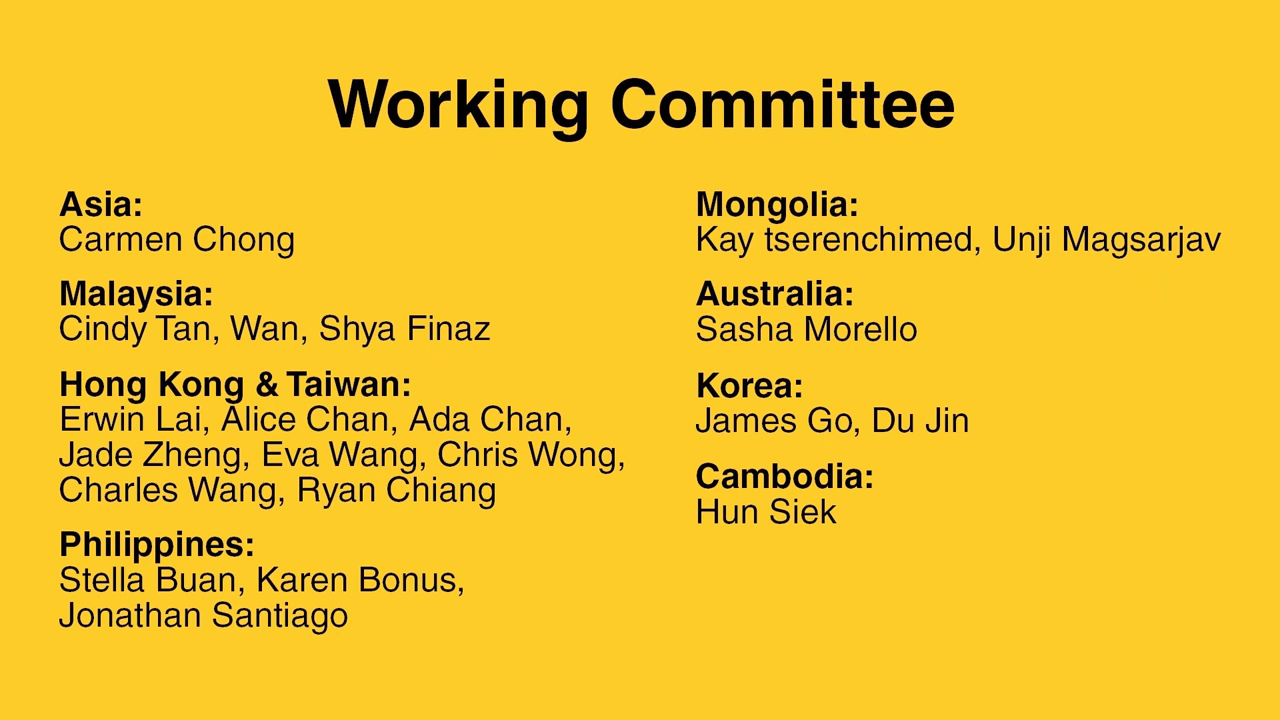 Working Committee
Asia:
Carmen Chong
Malaysia:
Cindy Tan, Wan, Shya Finaz
Hong Kong & Taiwan:
Erwin Lai, Alice Chan, Ada Chan,
Jade Zheng, Eva Wang, Chris Wong,
Charles Wang, Ryan Chiang
Philippines:
Stella Buan, Karen Bonus,
Jonathan Santiago
Mongolia:
Kay tserenchimed, Unji Magsarjav
Australia:
Sasha Morello
Korea:
James Go, Du Jin
Cambodia:
Hun Siek